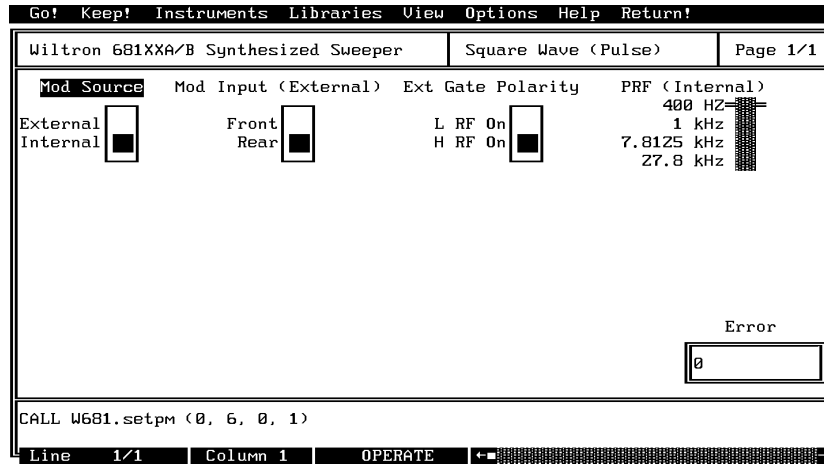 Go! Keep! Instruments Libraries View Options Help Return!
Wiltron 681XXA/B Synthesized Sweeper Square Wave (Pulse) Page 1/1
Mod Source Mod Input (External) Ext Gate Polarity PRF (Internal)
400 HZ
External Front L RF On 1 kHz
Internal Rear H RF On 7.8125 kHz
27.8 kHz
Error
0
CALL W681.setpm (0, 6, 0, 1)
Line 1/1 Column 1 OPERATE